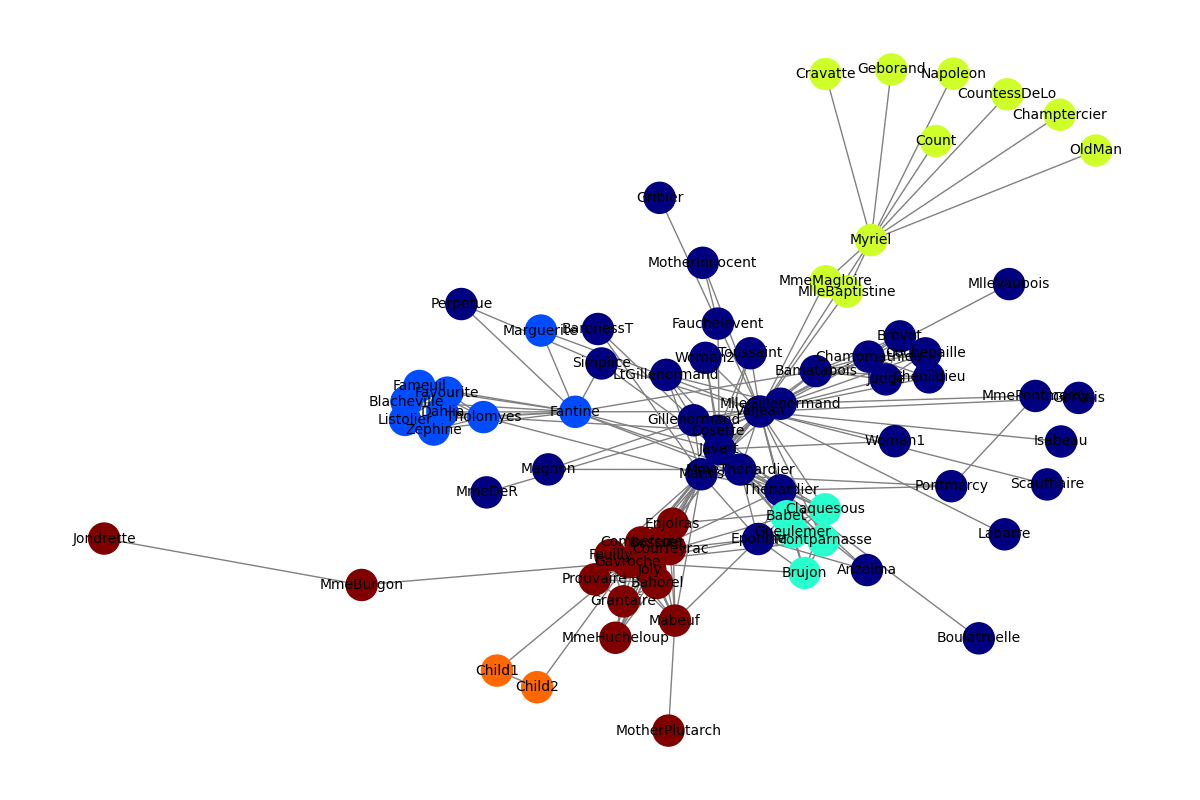 Cravatte
Geborand
Napoleon
CountessDeLo
Champtercier
Count
OldMan
Gribier
Myriel
MotherInnocent
MmeMagloire
MlleBaptistine
MlleVaubois
Perpetue
Marguerite
BaronessT
Fauchelevent
Brevet
Simplice
Woman2
Toussaint
Champmathieu
Cochepaille
LtGillenormand
Bamatabois
Judge
Chenildieu
Fameuil
Favourite
Blacheville
Dahlia
Listolier
Tholomyes
Zephine
Fantine
Gillenormand
MlleGillenormand
Valjean
MmePontmercy
Gervais
Cosette
Javert
Woman1
Isabeau
Magnon
Marius
MmeThenardier
MmeDeR
Thenardier
Pontmercy
Scaufflaire
Claquesous
Babet
Enjolras
Gueulemer
Montparnasse
Eponine
Labarre
Jondrette
Combeferre
Bossuet
Courfeyrac
Feuilly
Gavroche
Joly
MmeBurgon
Prouvaire
Bahorel
Brujon
Anzelma
Grantaire
Mabeuf
MmeHucheloup
Boulatruelle
Child1
Child2
MotherPlutarch